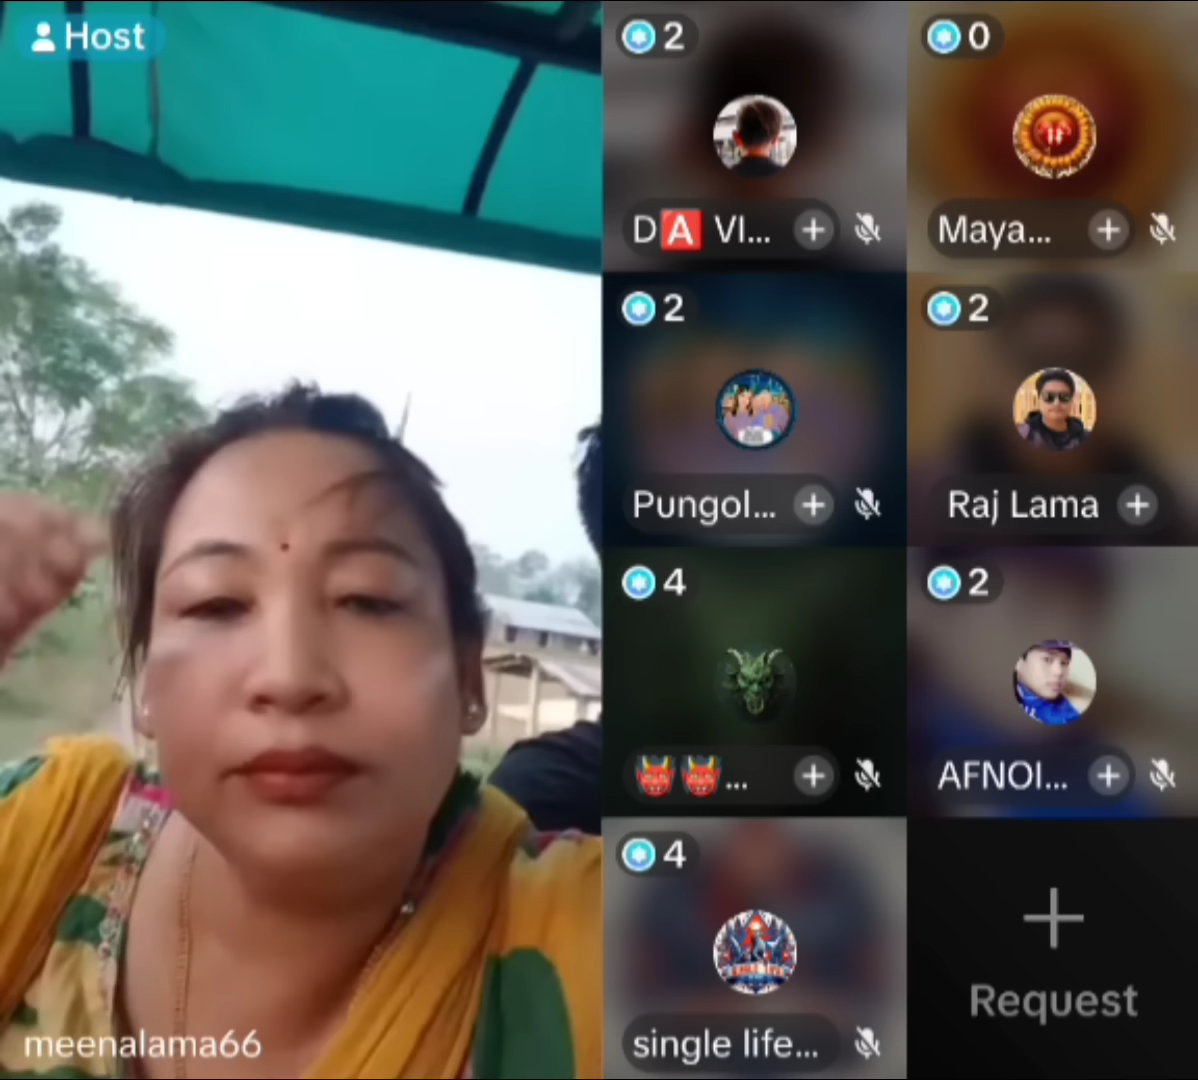 Host
meenalama66
2
D🅰️ VI...
0
Maya...
2
Pungol...
2
Raj Lama
4
👹👹...
2
AFNOI...
4
single life...
Request